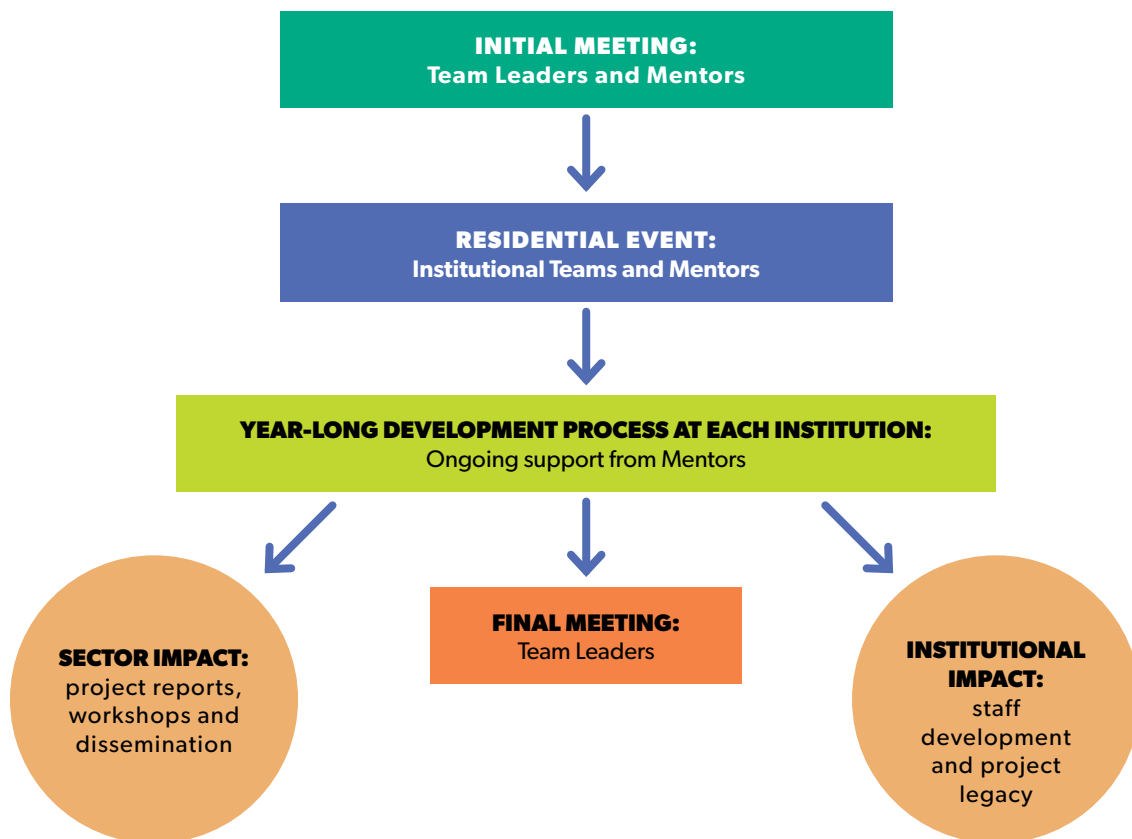 INITIAL MEETING:
Team Leaders and Mentors
RESIDENTIAL EVENT:
Institutional Teams and Mentors
YEAR-LONG DEVELOPMENT PROCESS AT EACH INSTITUTION:
Ongoing support from Mentors
SECTOR IMPACT:
project reports,
workshops and
dissemination
FINAL MEETING:
Team Leaders
INSTITUTIONAL
IMPACT:
staff
development
and project
legacy